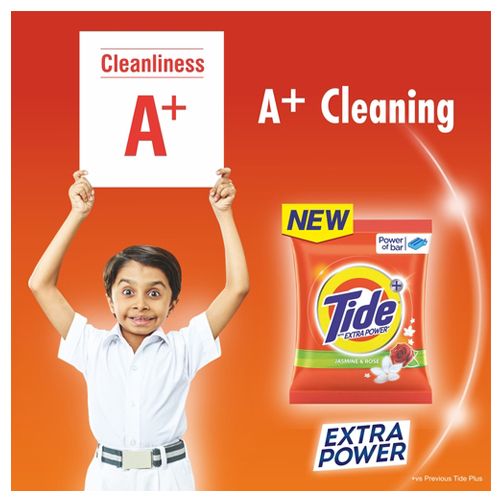 Cleanliness
A+
A+ Cleaning
NEW
Power
of bar
Tide +
EXTRA POWER
JASMINE & ROSE
EXTRA
POWER
+vs Previous Tide Plus